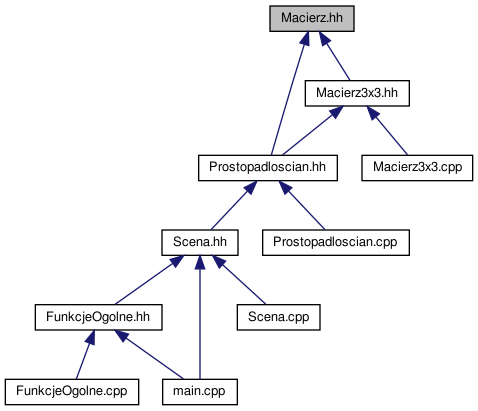 Macierz.hh
Macierz3x3.hh
Prostopadloscian.hh
Macierz3x3.cpp
Scena.hh
Prostopadloscian.cpp
FunkcjeOgolne.hh
Scena.cpp
FunkcjeOgolne.cpp
main.cpp